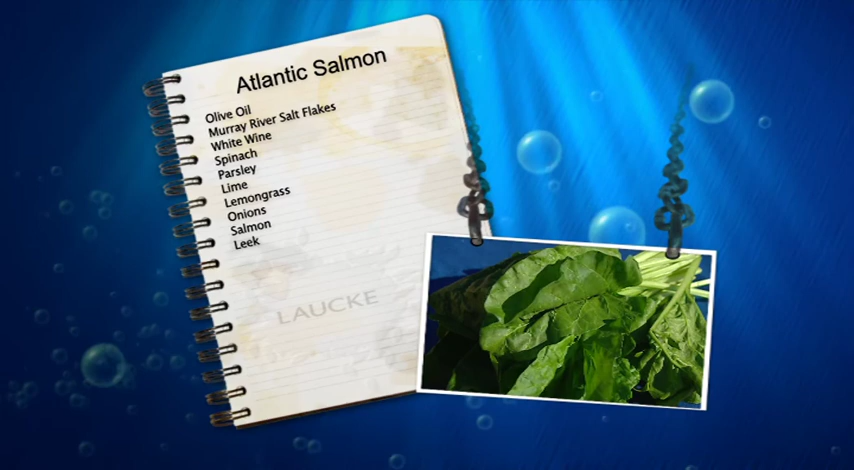 Atlantic Salmon
Olive Oil
Murray River Salt Flakes
White Wine
Spinach
Parsley
Lime
Lemongrass
Onions
Salmon
Leek
LAUCKE